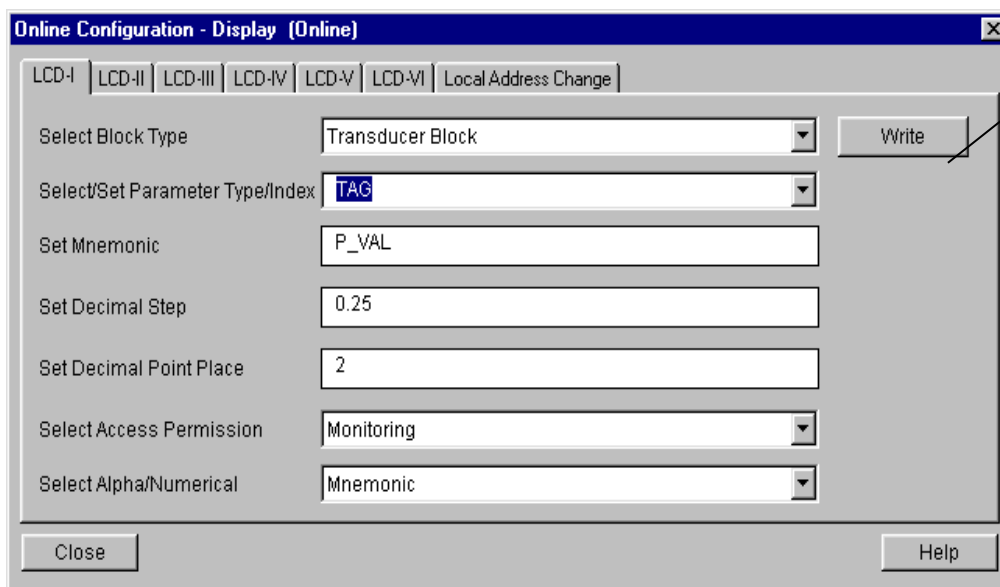 Online Configuration - Display (Online)
LCD-I LCD-II LCD-III LCD-IV LCD-V LCD-VI Local Address Change
Select Block Type Transducer Block Write
Select/Set Parameter Type/Index TAG
Set Mnemonic P_VAL
Set Decimal Step 0.25
Set Decimal Point Place 2
Select Access Permission Monitoring
Select Alpha/Numerical Mnemonic
Close Help